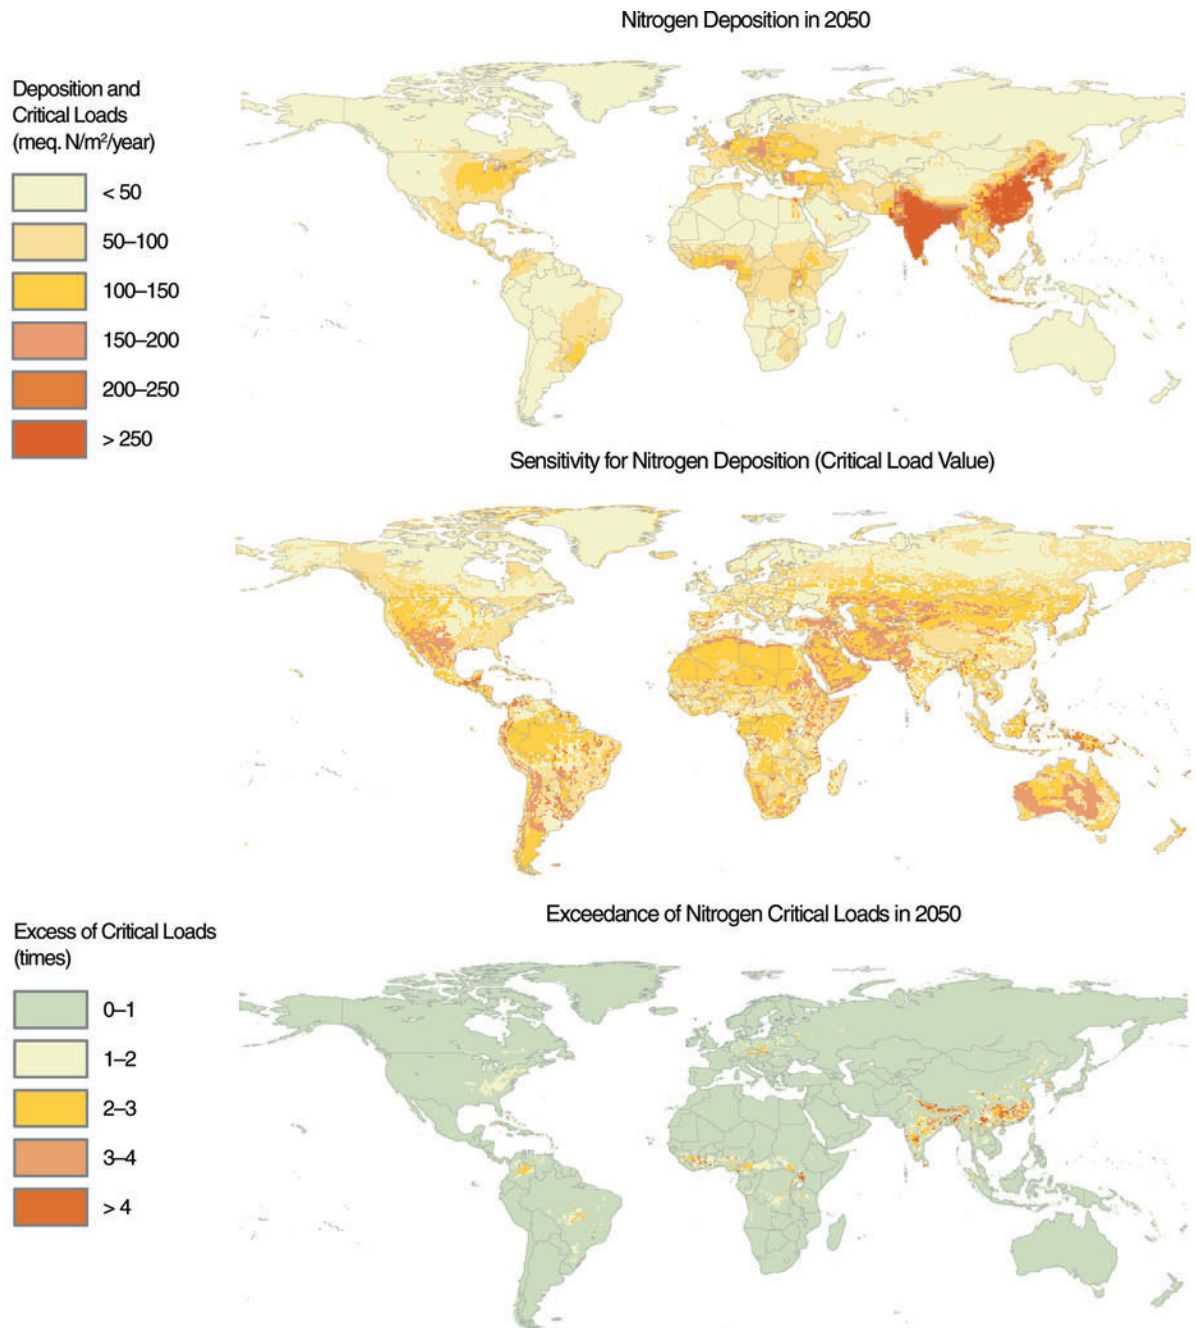 Nitrogen Deposition in 2050
Deposition and
Critical Loads
(meq. N/m²/year)
< 50
50–100
100–150
150–200
200–250
> 250
Sensitivity for Nitrogen Deposition (Critical Load Value)
Exceedance of Nitrogen Critical Loads in 2050
Excess of Critical Loads
(times)
0–1
1–2
2–3
3–4
> 4